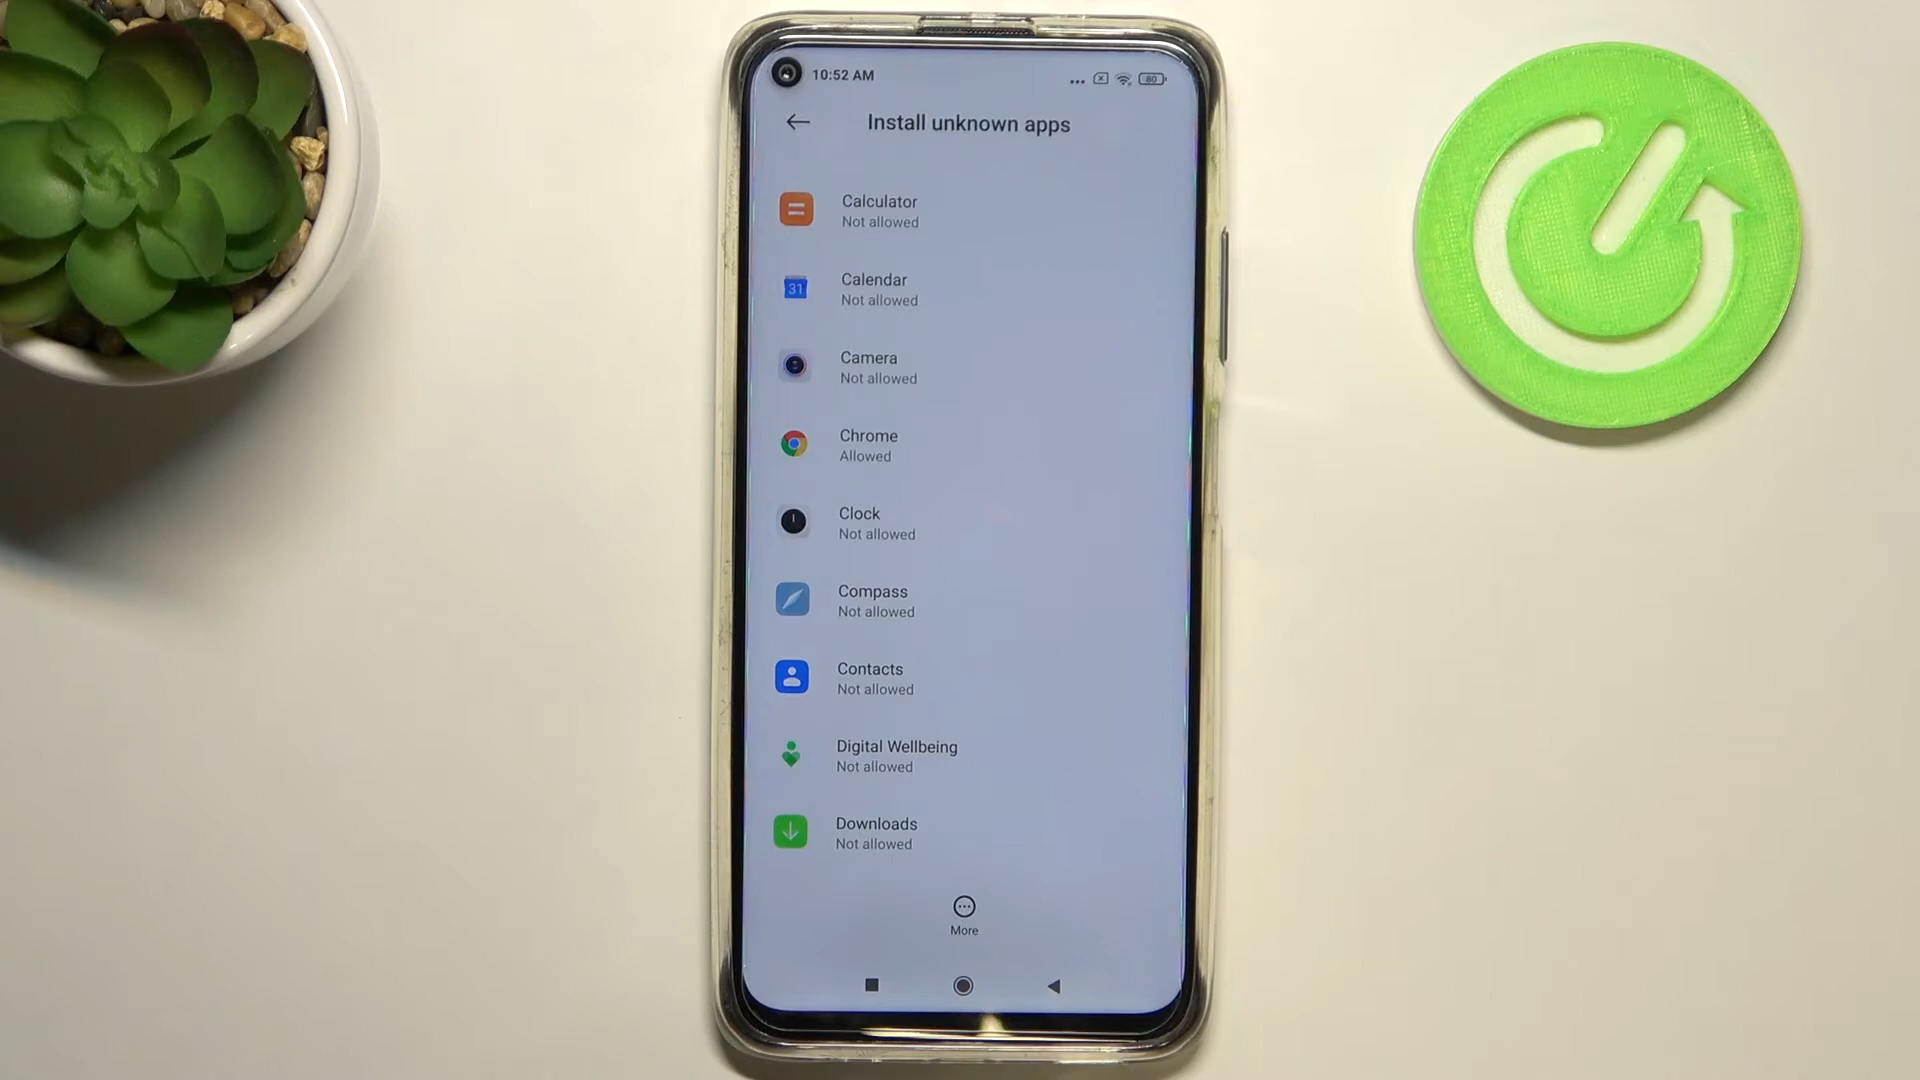 10:52 AM
80
Install unknown apps
Calculator
Not allowed
31
Calendar
Not allowed
Camera
Not allowed
Chrome
Allowed
Clock
Not allowed
Compass
Not allowed
Contacts
Not allowed
Digital Wellbeing
Not allowed
Downloads
Not allowed
More